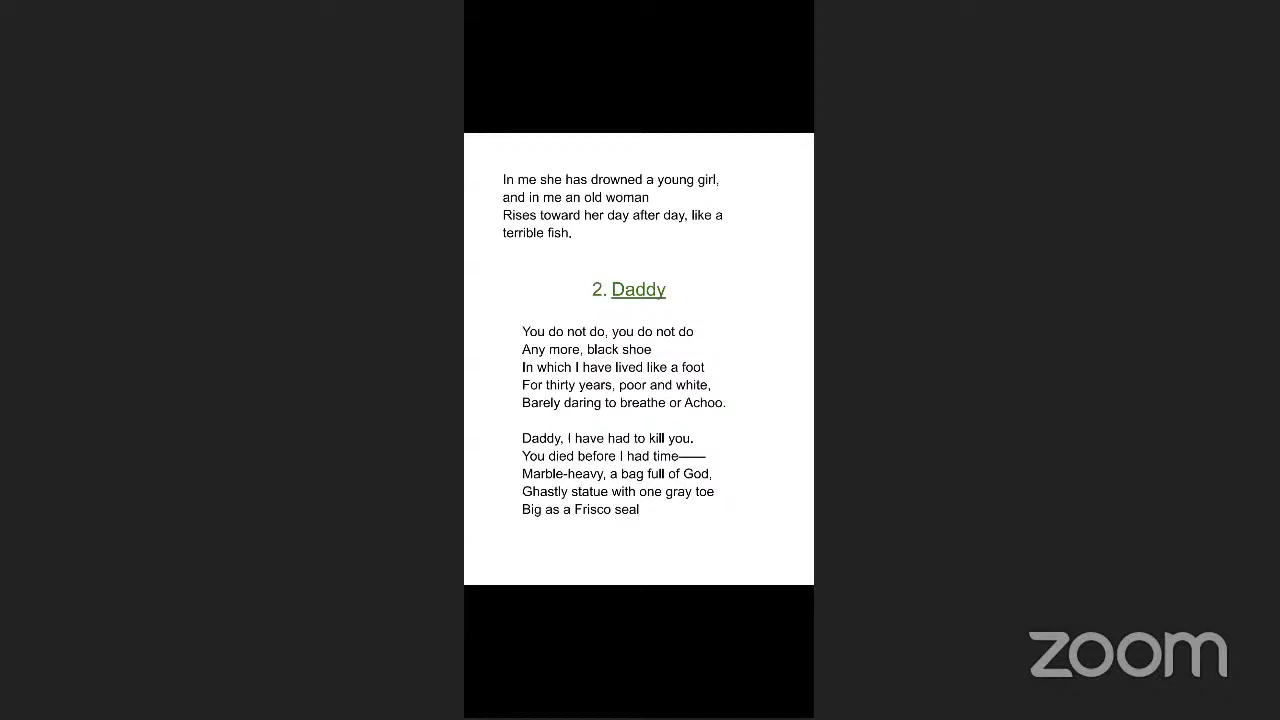 In me she has drowned a young girl,
and in me an old woman
Rises toward her day after day, like a
terrible fish.
2. Daddy
You do not do, you do not do
Any more, black shoe
In which I have lived like a foot
For thirty years, poor and white,
Barely daring to breathe or Achoo.
Daddy, I have had to kill you.
You died before I had time——
Marble-heavy, a bag full of God,
Ghastly statue with one gray toe
Big as a Frisco seal
zoom